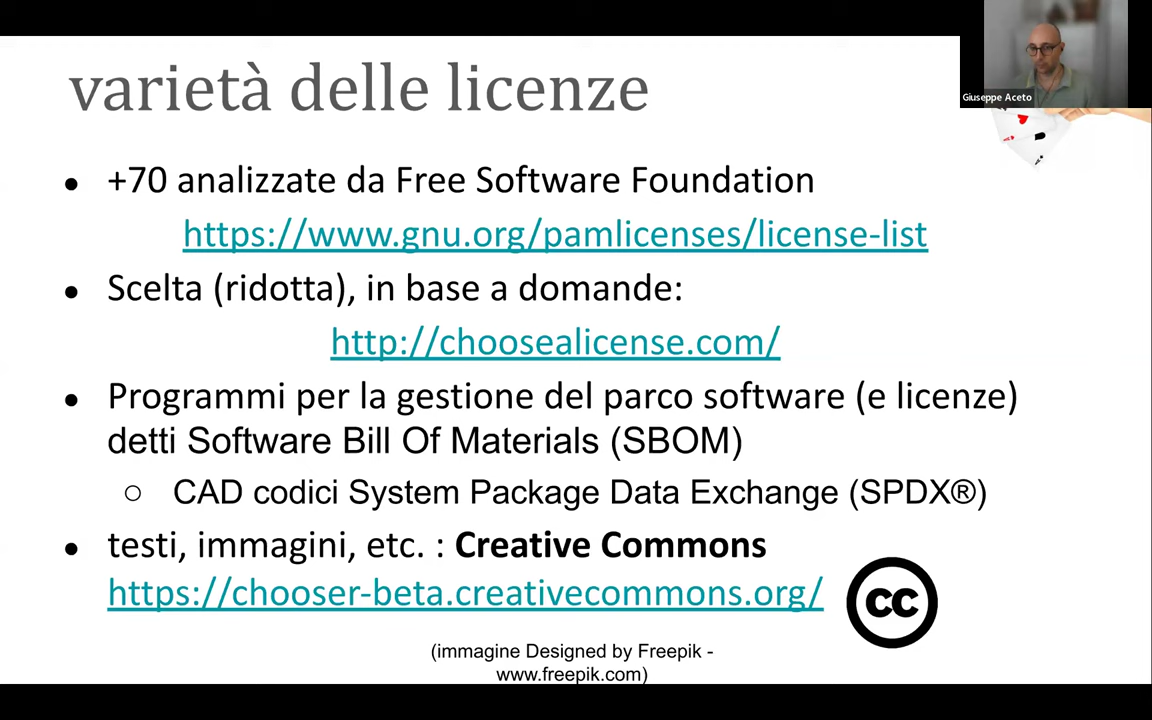 varietà delle licenze
Giuseppe Aceto
● +70 analizzate da Free Software Foundation
https://www.gnu.org/pamlicenses/license-list
● Scelta (ridotta), in base a domande:
http://choosealicense.com/
● Programmi per la gestione del parco software (e licenze)
detti Software Bill Of Materials (SBOM)
○ CAD codici System Package Data Exchange (SPDX®)
● testi, immagini, etc. : Creative Commons
https://chooser-beta.creativecommons.org/
cc
(immagine Designed by Freepik -
www.freepik.com)